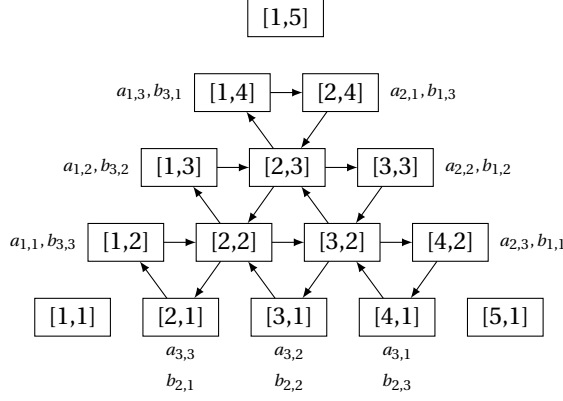 [1,5]
a1,3, b3,1 [1,4] [2,4] a2,1, b1,3
a1,2, b3,2 [1,3] [2,3] [3,3] a2,2, b1,2
a1,1, b3,3 [1,2] [2,2] [3,2] [4,2] a2,3, b1,1
[1,1] [2,1] [3,1] [4,1] [5,1]
a3,3 a3,2 a3,1
b2,1 b2,2 b2,3